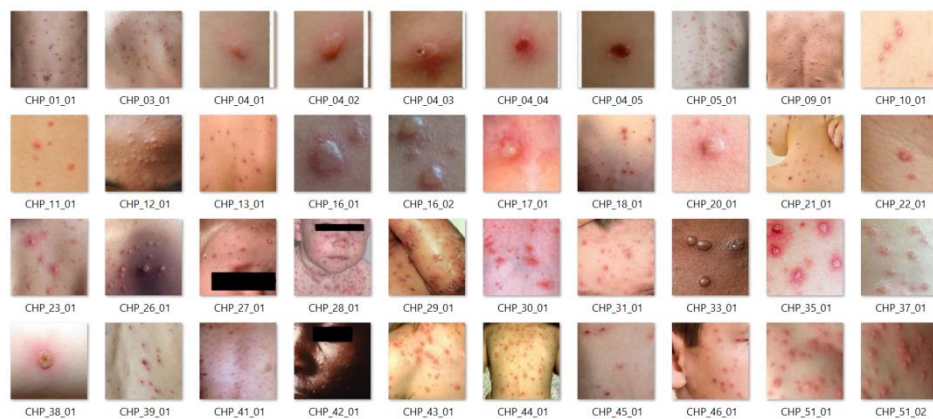 CHP_01_01 CHP_03_01 CHP_04_01 CHP_04_02 CHP_04_03 CHP_04_04 CHP_04_05 CHP_05_01 CHP_09_01 CHP_10_01
CHP_11_01 CHP_12_01 CHP_13_01 CHP_16_01 CHP_16_02 CHP_17_01 CHP_18_01 CHP_20_01 CHP_21_01 CHP_22_01
CHP_23_01 CHP_26_01 CHP_27_01 CHP_28_01 CHP_29_01 CHP_30_01 CHP_31_01 CHP_33_01 CHP_35_01 CHP_37_01
CHP_38_01 CHP_39_01 CHP_41_01 CHP_42_01 CHP_43_01 CHP_44_01 CHP_45_01 CHP_46_01 CHP_51_01 CHP_51_02